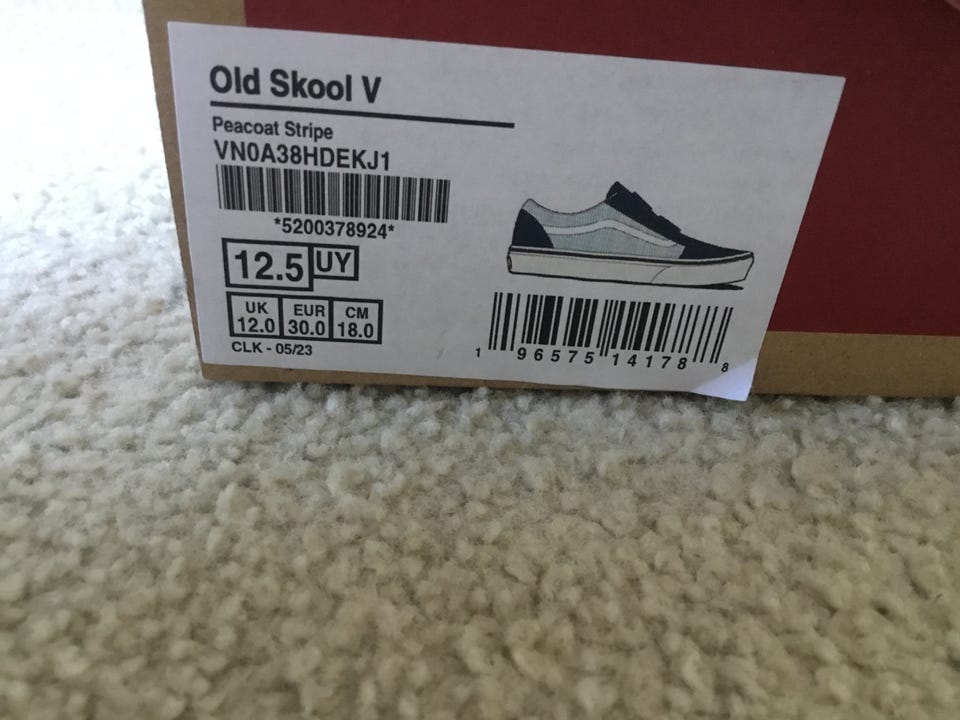 Old Skool V
Peacoat Stripe
VN0A38HDEKJ1
*5200378924*
12.5 UY
UK EUR CM
12.0 30.0 18.0
CLK - 05/23
1 96575 14178 8